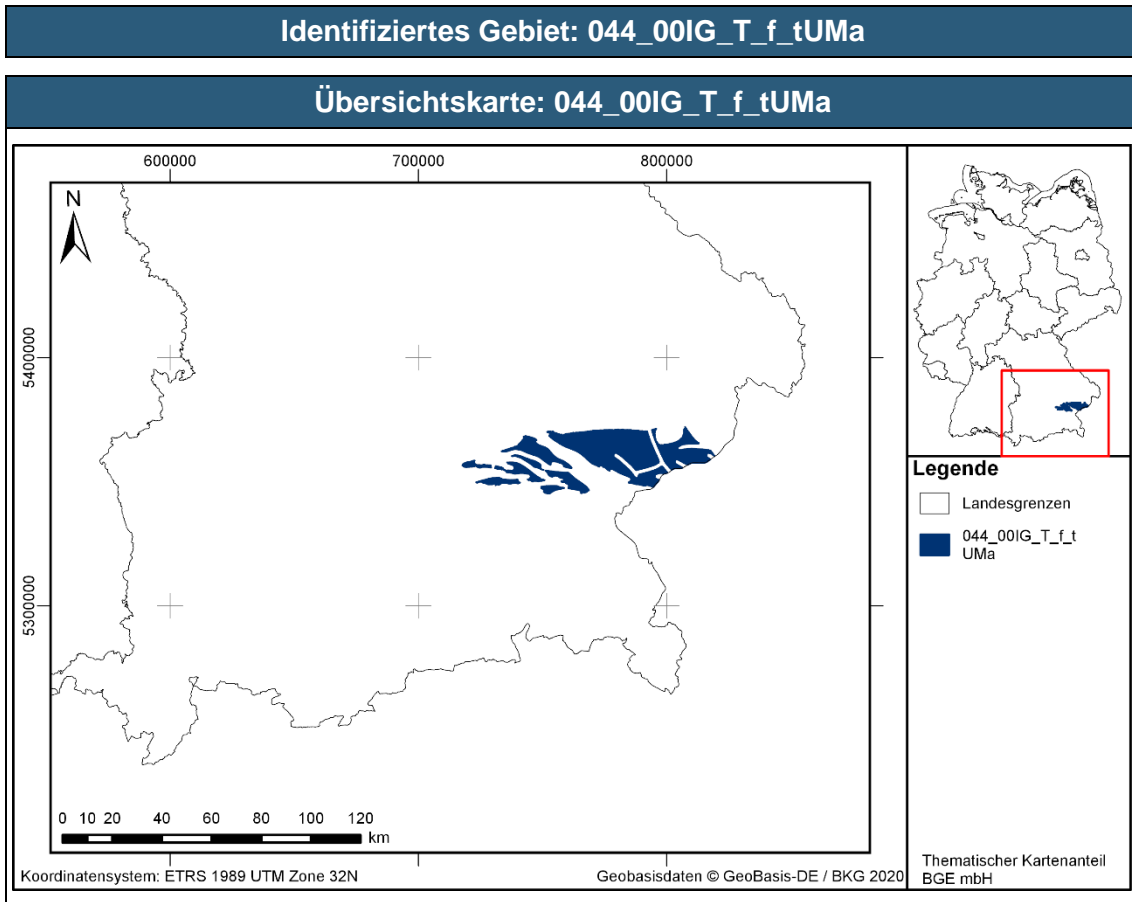 Identifiziertes Gebiet: 044_00IG_T_f_tUMa
Übersichtskarte: 044_00IG_T_f_tUMa
600000
700000
800000
N
5400000
5300000
0 10 20 40 60 80 100 120
km
Koordinatensystem: ETRS 1989 UTM Zone 32N
Geobasisdaten © GeoBasis-DE / BKG 2020
Legende
Landesgrenzen
044_00IG_T_f_t
UMa
Thematischer Kartenanteil
BGE mbH